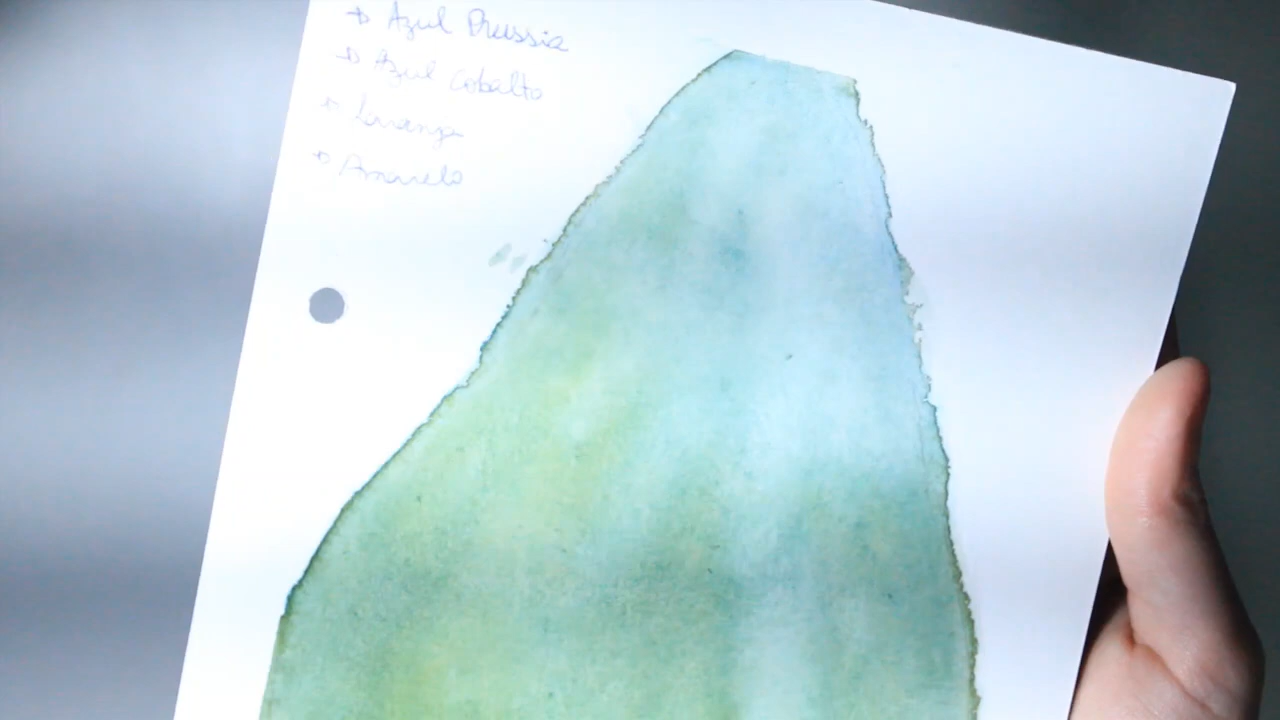 → Azul Prussia
→ Azul Cobalto
→ Laranja
→ Amarelo